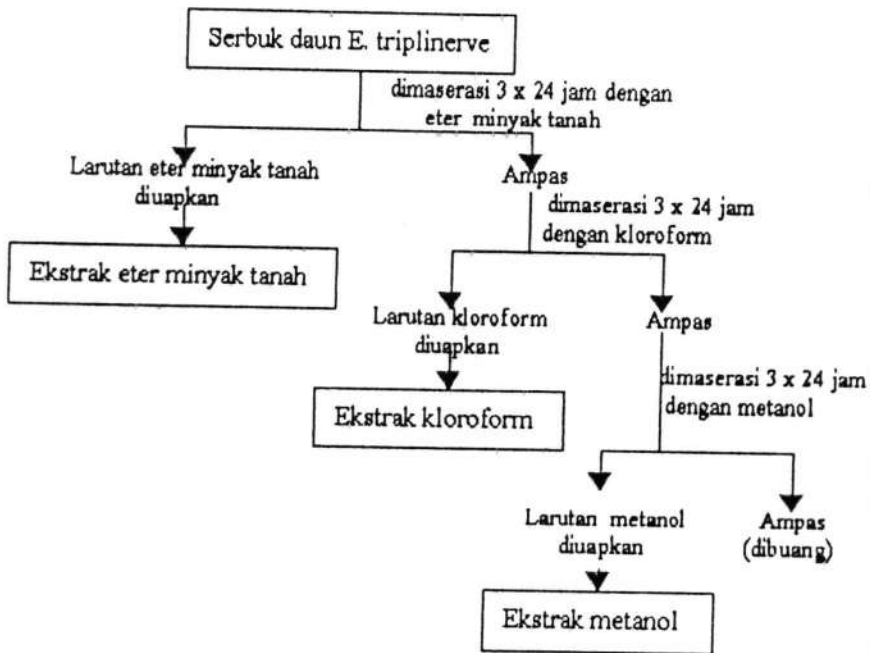 Serbuk daun E. triplinerve
dimaserasi 3 x 24 jam dengan
eter minyak tanah
Larutan eter minyak tanah
diuapkan
Ampas
dimaserasi 3 x 24 jam
dengan kloroform
Ekstrak eter minyak tanah
Larutan kloroform
diuapkan
Ampas
dimaserasi 3 x 24 jam
dengan metanol
Ekstrak kloroform
Larutan metanol
diuapkan
Ampas
(dibuang)
Ekstrak metanol